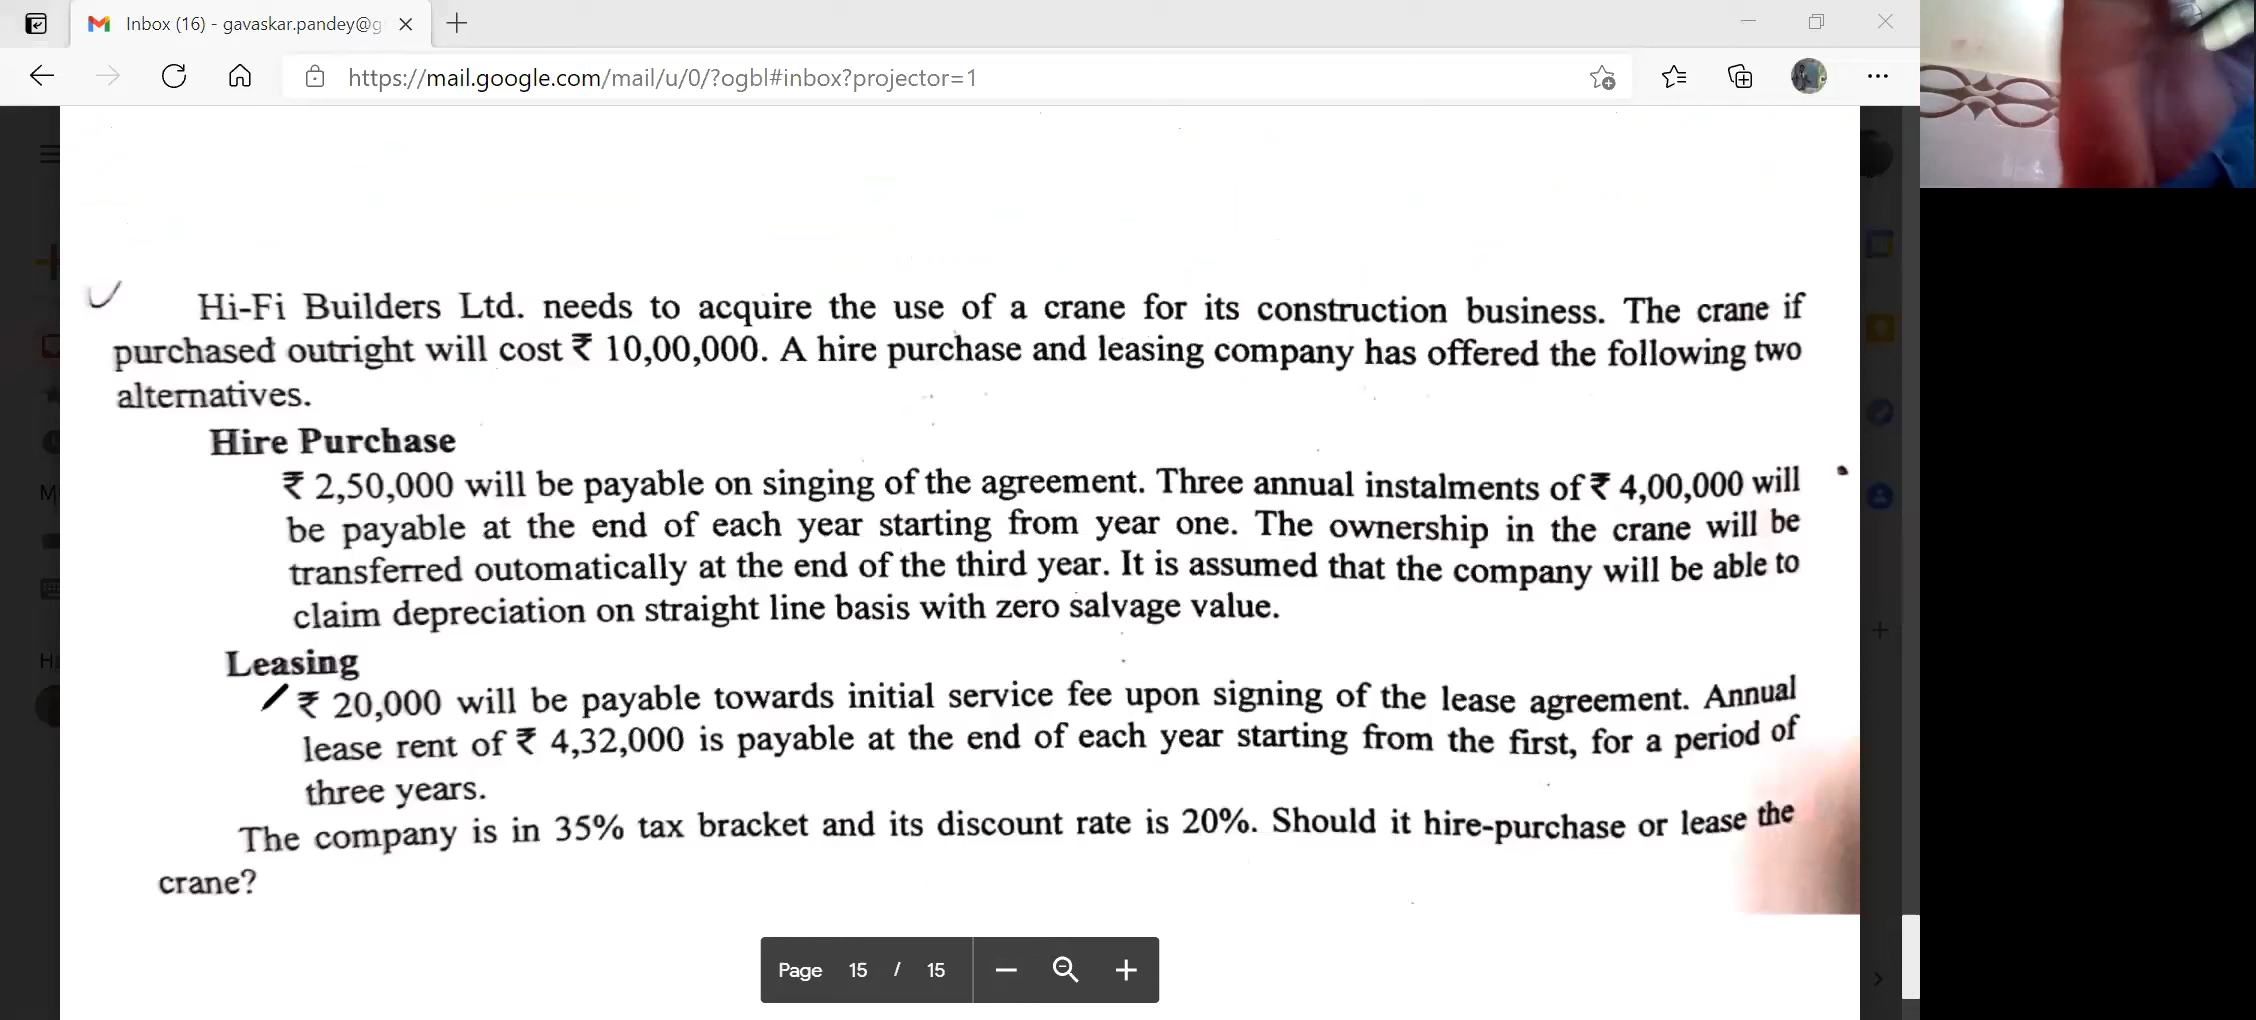 Inbox (16) - gavaskar.pandey@g
https://mail.google.com/mail/u/0/?ogbl#inbox?projector=1
Hi-Fi Builders Ltd. needs to acquire the use of a crane for its construction business. The crane if
purchased outright will cost ₹ 10,00,000. A hire purchase and leasing company has offered the following two
alternatives.
Hire Purchase
₹ 2,50,000 will be payable on singing of the agreement. Three annual instalments of ₹ 4,00,000 will
be payable at the end of each year starting from year one. The ownership in the crane will be
transferred outomatically at the end of the third year. It is assumed that the company will be able to
claim depreciation on straight line basis with zero salvage value.
Leasing
₹ 20,000 will be payable towards initial service fee upon signing of the lease agreement. Annual
lease rent of ₹ 4,32,000 is payable at the end of each year starting from the first, for a period of
three years.
The company is in 35% tax bracket and its discount rate is 20%. Should it hire-purchase or lease the
crane?
Page 15 / 15